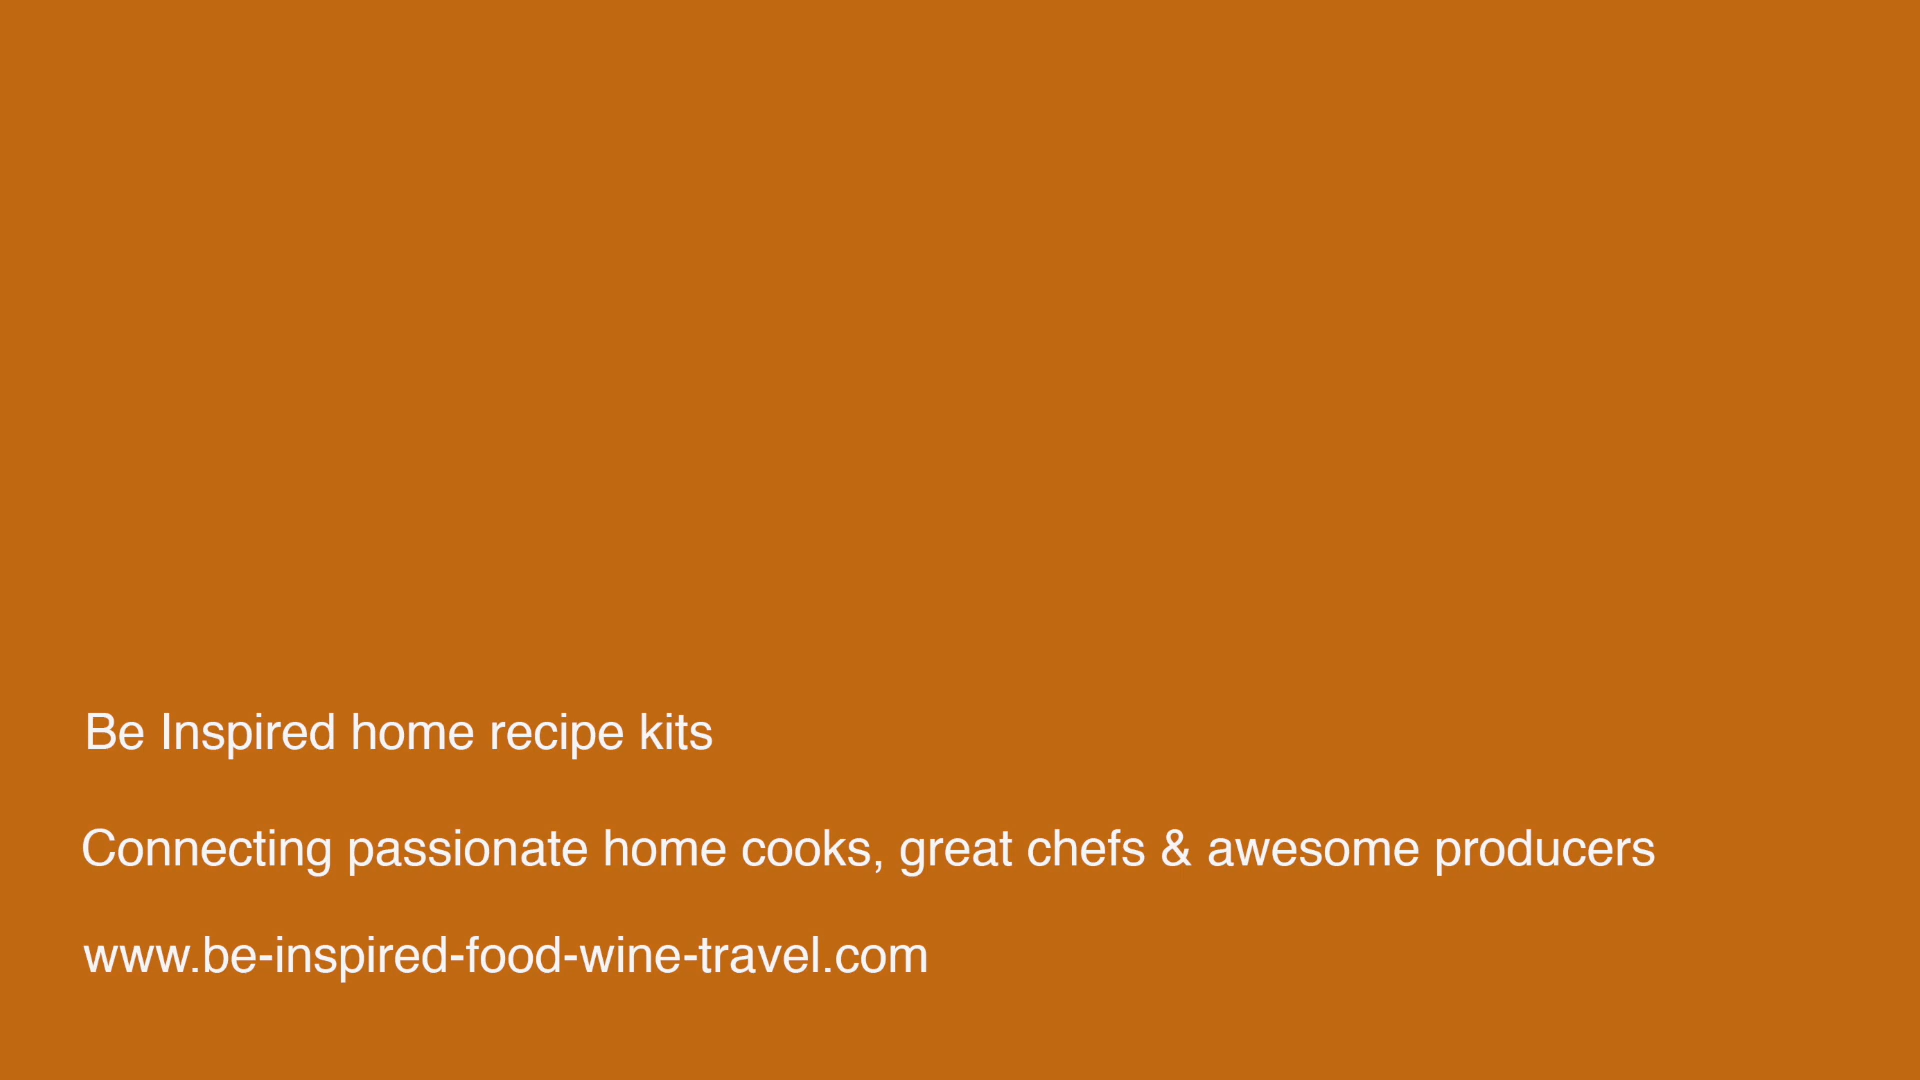 Be Inspired home recipe kits
Connecting passionate home cooks, great chefs & awesome producers
www.be-inspired-food-wine-travel.com